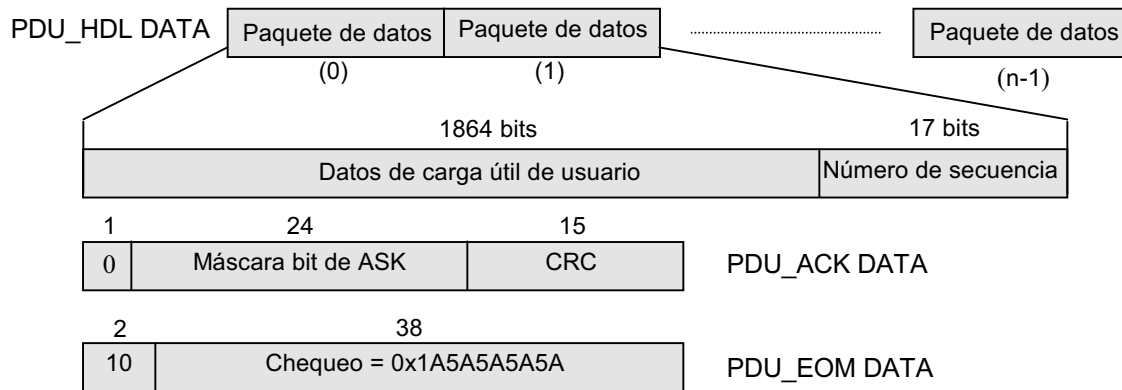 PDU_HDL DATA Paquete de datos Paquete de datos Paquete de datos
(0) (1) (n-1)
1864 bits 17 bits
Datos de carga útil de usuario Número de secuencia
1 24 15
0 Máscara bit de ASK CRC PDU_ACK DATA
2 38
10 Chequeo = 0x1A5A5A5A5A PDU_EOM DATA